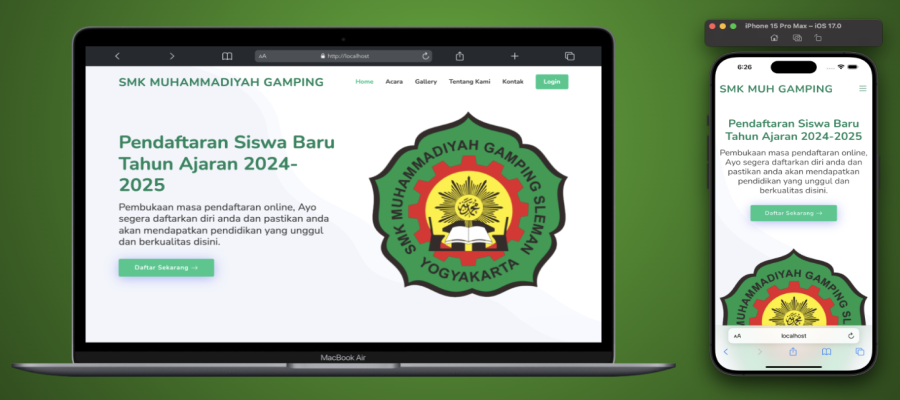 AA http://localhost
SMK MUHAMMADIYAH GAMPING
Home Acara Gallery Tentang Kami Kontak Login
Pendaftaran Siswa Baru
Tahun Ajaran 2024-
2025
Pembukaan masa pendaftaran online, Ayo
segera daftarkan diri anda dan pastikan anda
akan mendapatkan pendidikan yang unggul
dan berkualitas disini.
Daftar Sekarang →
SMK MUHAMMADIYAH GAMPING SLEMAN
YOGYAKARTA
MacBook Air
iPhone 15 Pro Max – iOS 17.0
6:26
SMK MUH GAMPING
Pendaftaran Siswa Baru
Tahun Ajaran 2024-2025
Pembukaan masa pendaftaran online,
Ayo segera daftarkan diri anda dan
pastikan anda akan mendapatkan
pendidikan yang unggul dan
berkualitas disini.
Daftar Sekarang →
MUHAMMADIYAH GAMPING SL
AA localhost